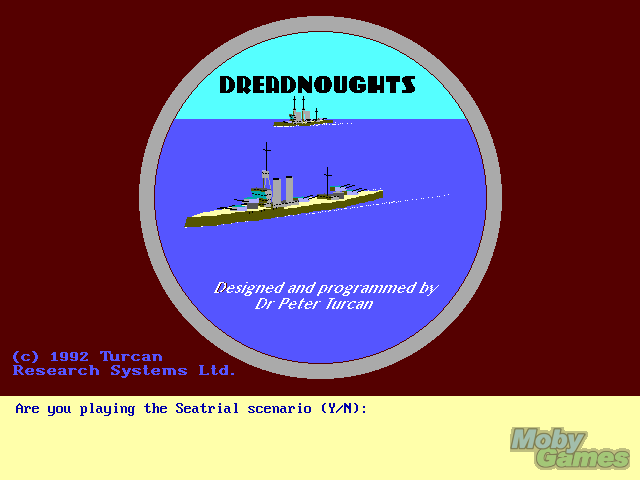 DREADNOUGHTS
Designed and programmed by
Dr Peter Turcan
(c) 1992 Turcan
Research Systems Ltd.
Are you playing the Seatrial scenario (Y/N):
Moby
Games